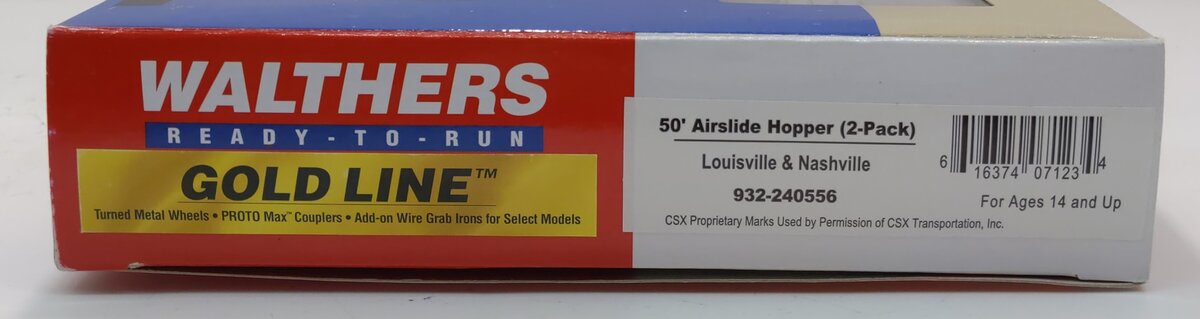 WALTHERS
READY-TO-RUN
GOLD LINE™
Turned Metal Wheels • PROTO Max™ Couplers • Add-on Wire Grab Irons for Select Models
50' Airslide Hopper (2-Pack)
Louisville & Nashville
932-240556
CSX Proprietary Marks Used by Permission of CSX Transportation, Inc.
6 16374 07123 4
For Ages 14 and Up